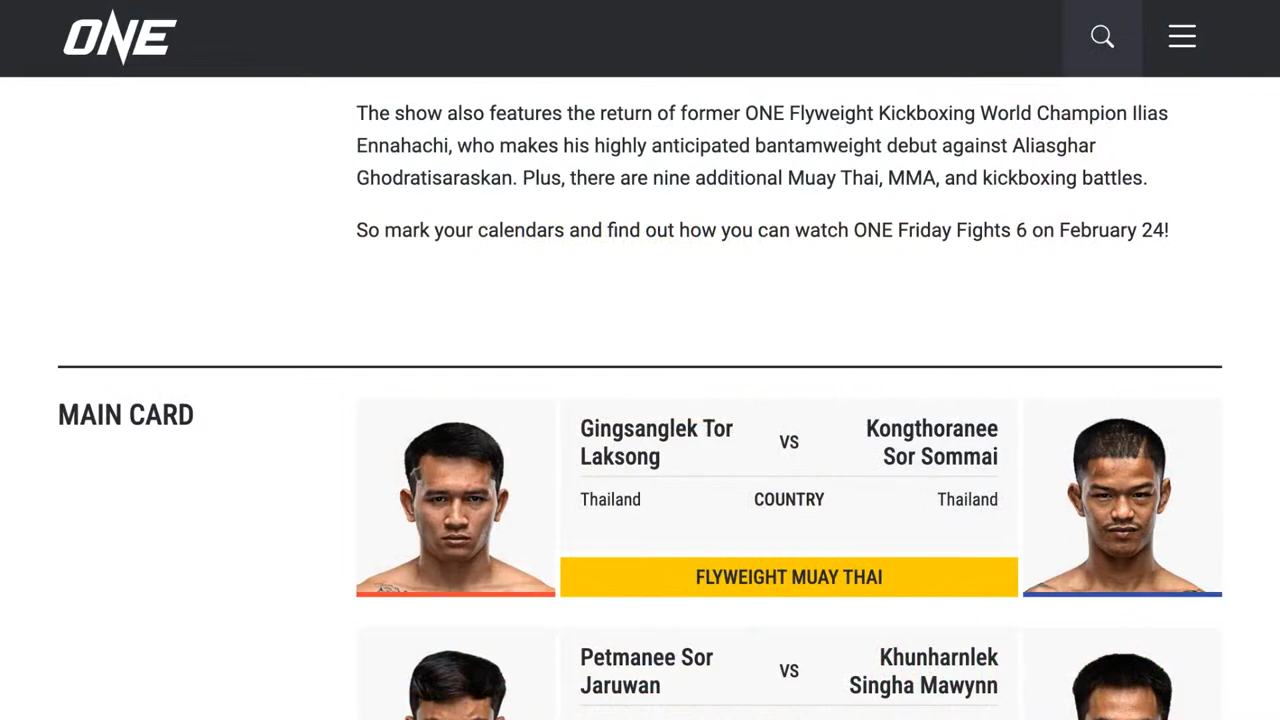 ONE
The show also features the return of former ONE Flyweight Kickboxing World Champion Ilias
Ennahachi, who makes his highly anticipated bantamweight debut against Aliasghar
Ghodratisaraskan. Plus, there are nine additional Muay Thai, MMA, and kickboxing battles.
So mark your calendars and find out how you can watch ONE Friday Fights 6 on February 24!
MAIN CARD
Gingsanglek Tor
Laksong
VS
Kongthoranee
Sor Sommai
Thailand COUNTRY Thailand
FLYWEIGHT MUAY THAI
Petmanee Sor
Jaruwan
VS
Khunharnlek
Singha Mawynn